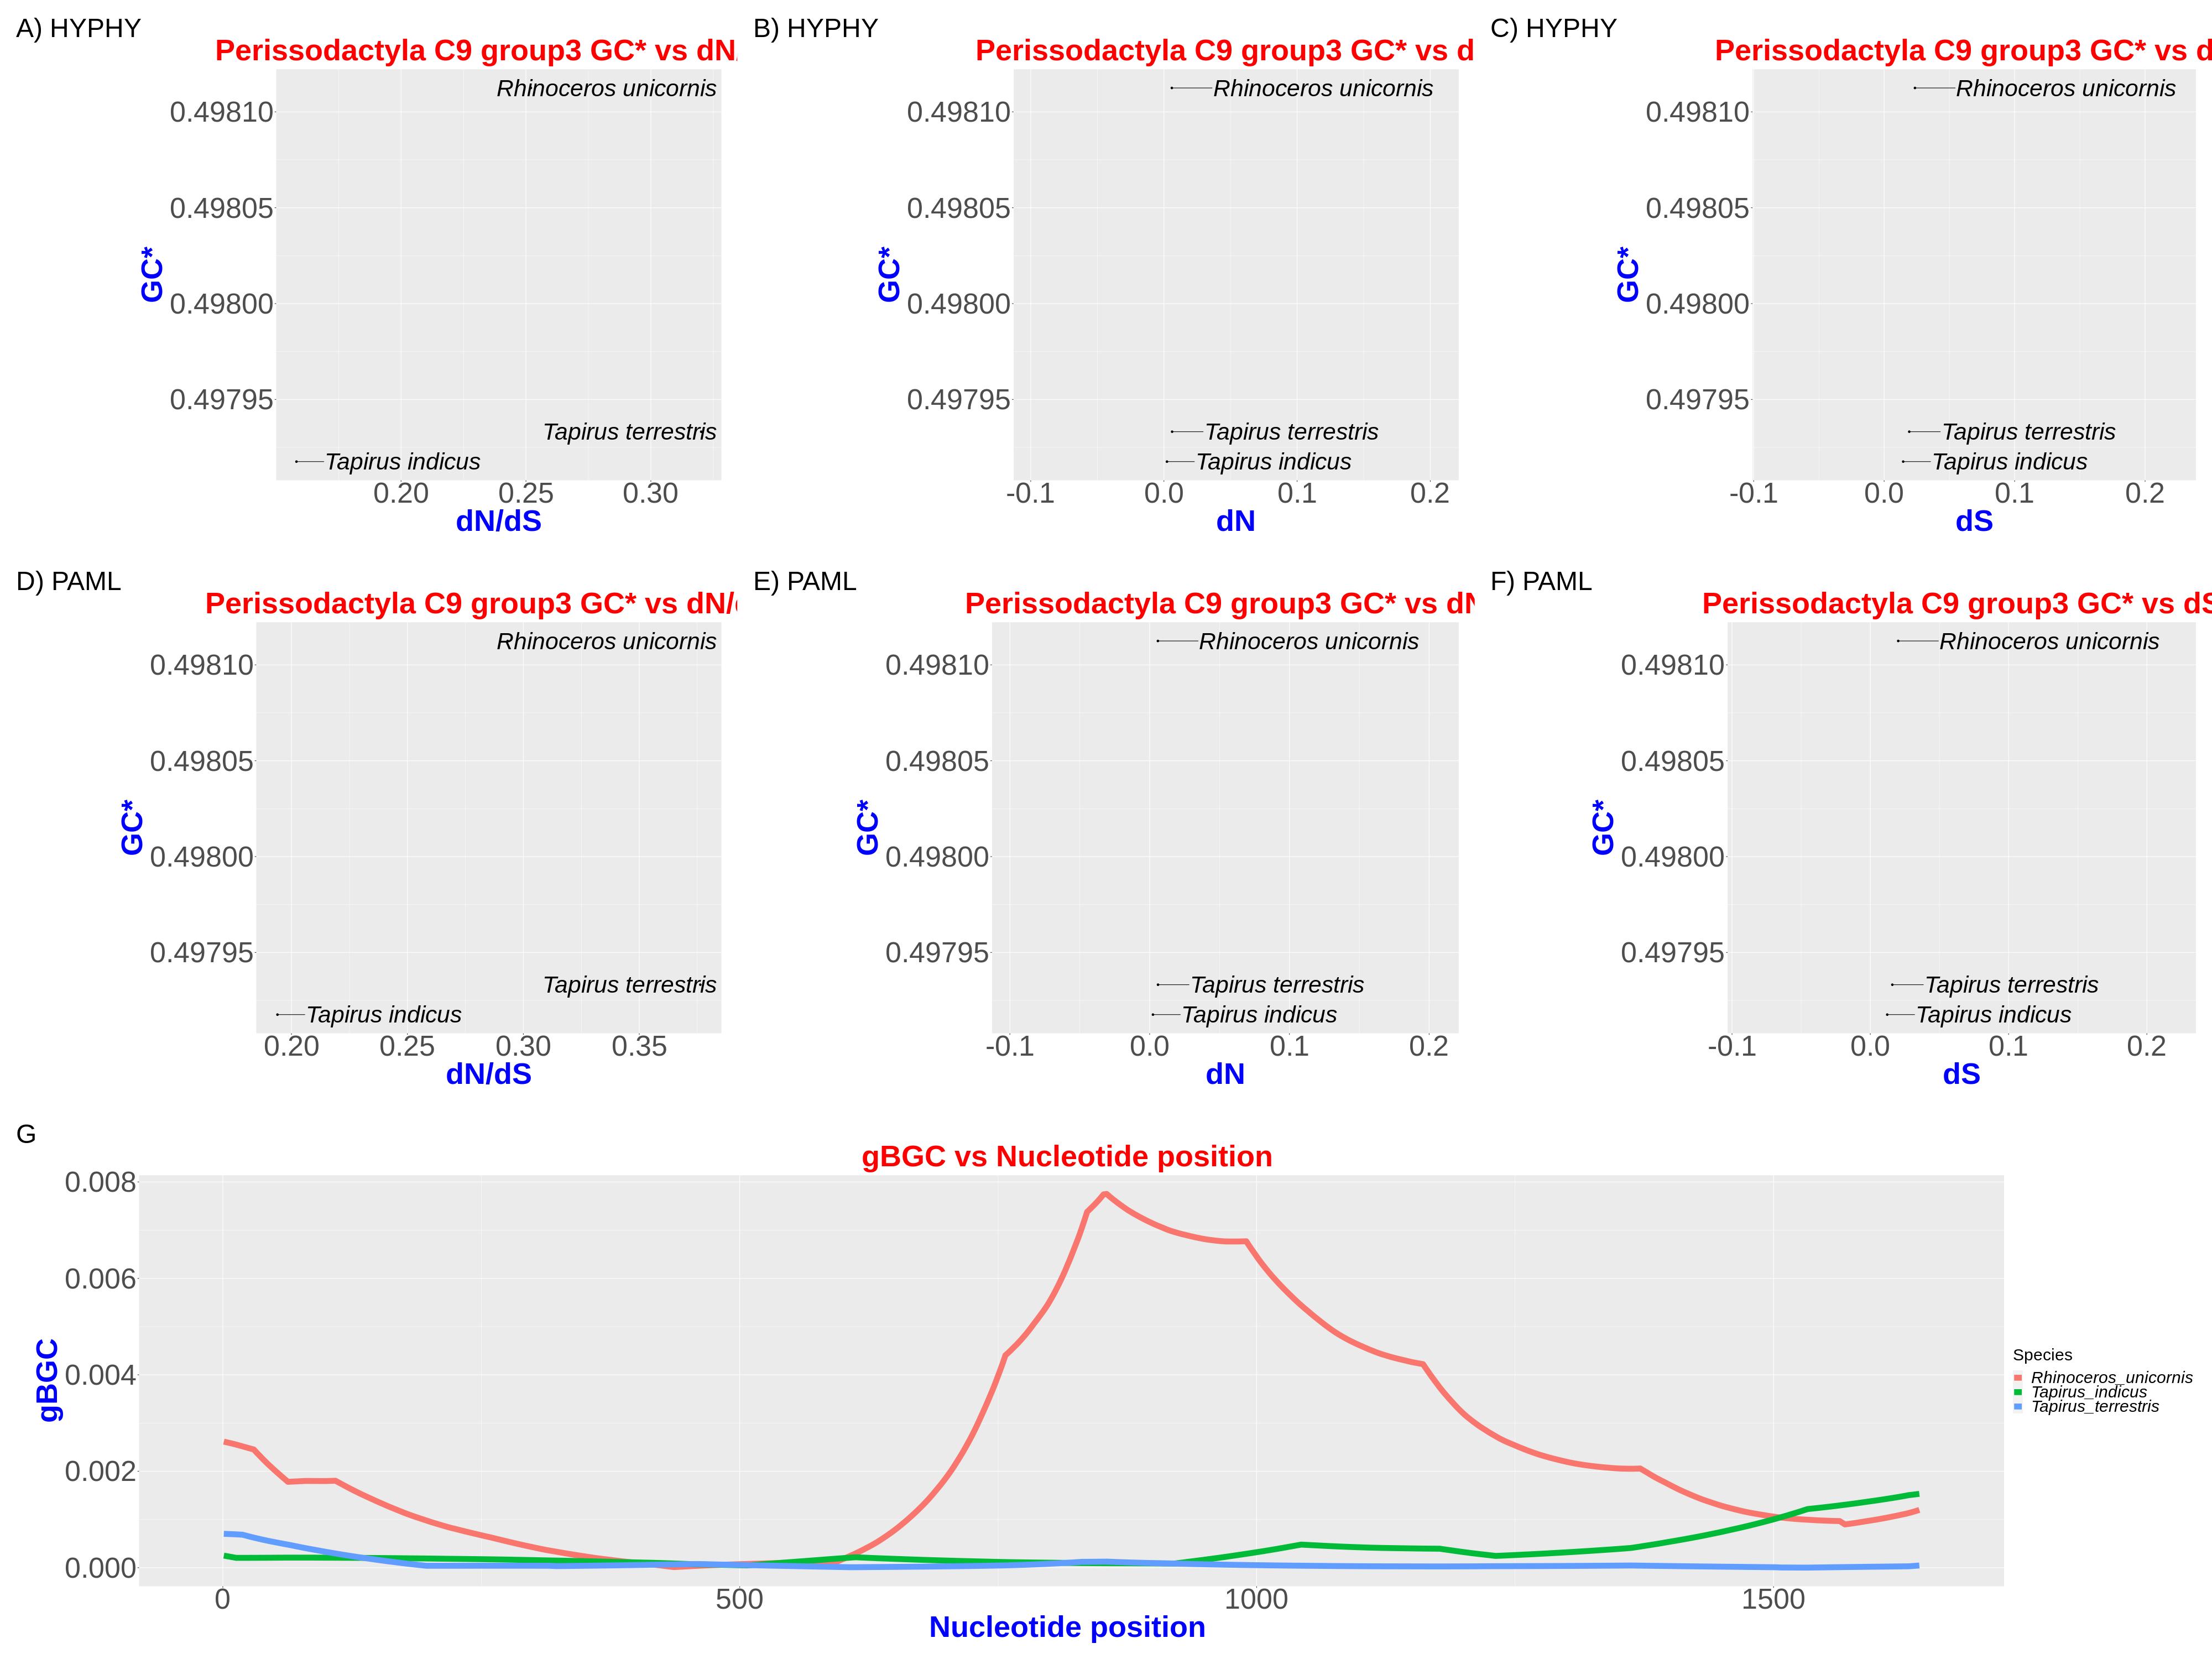 A) HYPHY
Perissodactyla C9 group3 GC* vs dN
Rhinoceros unicornis
0.49810
0.49805
0.49800
0.49795
GC*
Tapirus terrestris
Tapirus indicus
0.20 0.25 0.30
dN/dS
B) HYPHY
Perissodactyla C9 group3 GC* vs d
Rhinoceros unicornis
0.49810
0.49805
0.49800
0.49795
GC*
Tapirus terrestris
Tapirus indicus
-0.1 0.0 0.1 0.2
dN
C) HYPHY
Perissodactyla C9 group3 GC* vs d
Rhinoceros unicornis
0.49810
0.49805
0.49800
0.49795
GC*
Tapirus terrestris
Tapirus indicus
-0.1 0.0 0.1 0.2
dS
D) PAML
Perissodactyla C9 group3 GC* vs dN/
Rhinoceros unicornis
0.49810
0.49805
0.49800
0.49795
GC*
Tapirus terrestris
Tapirus indicus
0.20 0.25 0.30 0.35
dN/dS
E) PAML
Perissodactyla C9 group3 GC* vs dN
Rhinoceros unicornis
0.49810
0.49805
0.49800
0.49795
GC*
Tapirus terrestris
Tapirus indicus
-0.1 0.0 0.1 0.2
dN
F) PAML
Perissodactyla C9 group3 GC* vs dS
Rhinoceros unicornis
0.49810
0.49805
0.49800
0.49795
GC*
Tapirus terrestris
Tapirus indicus
-0.1 0.0 0.1 0.2
dS
G
gBGC vs Nucleotide position
0.008
0.006
0.004
0.002
0.000
gBGC
0 500 1000 1500
Nucleotide position
Species
Rhinoceros_unicornis
Tapirus_indicus
Tapirus_terrestris